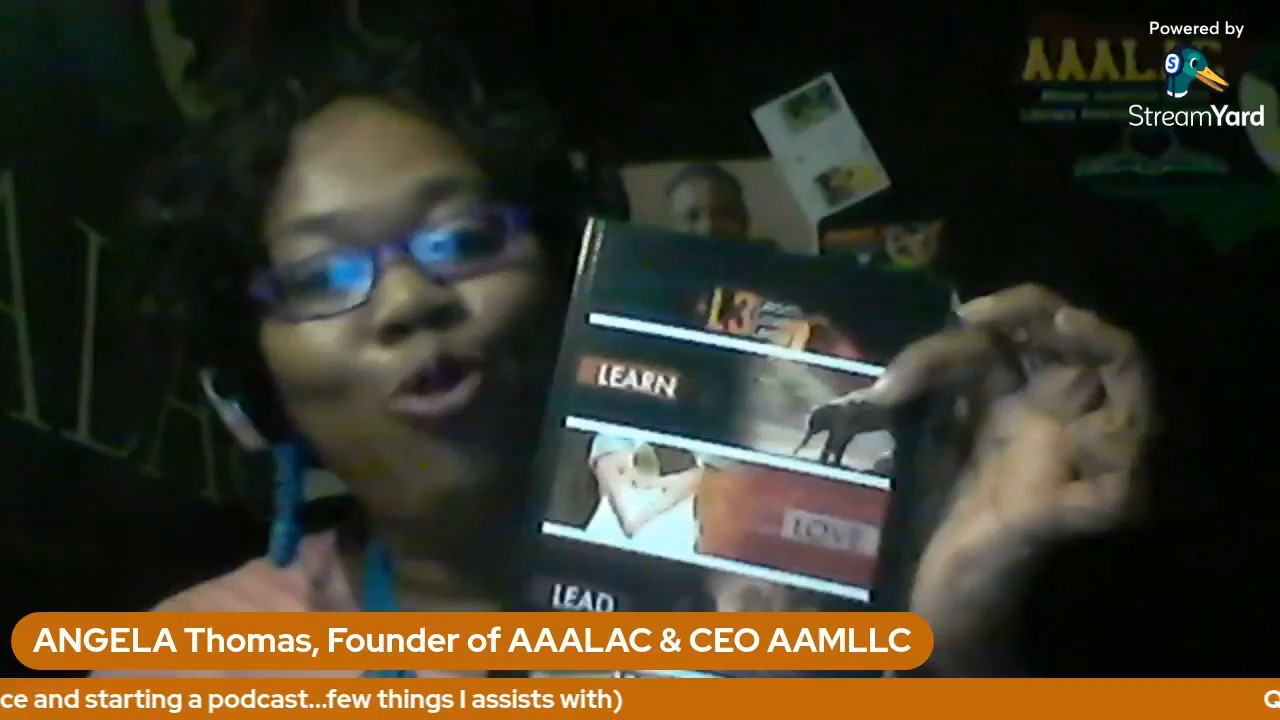 Powered by
AAALAC
StreamYard
L3
LEARN
LOVE
LEAD
ANGELA Thomas, Founder of AAALAC & CEO AAMLLC
ce and starting a podcast...few things I assists with)
Q